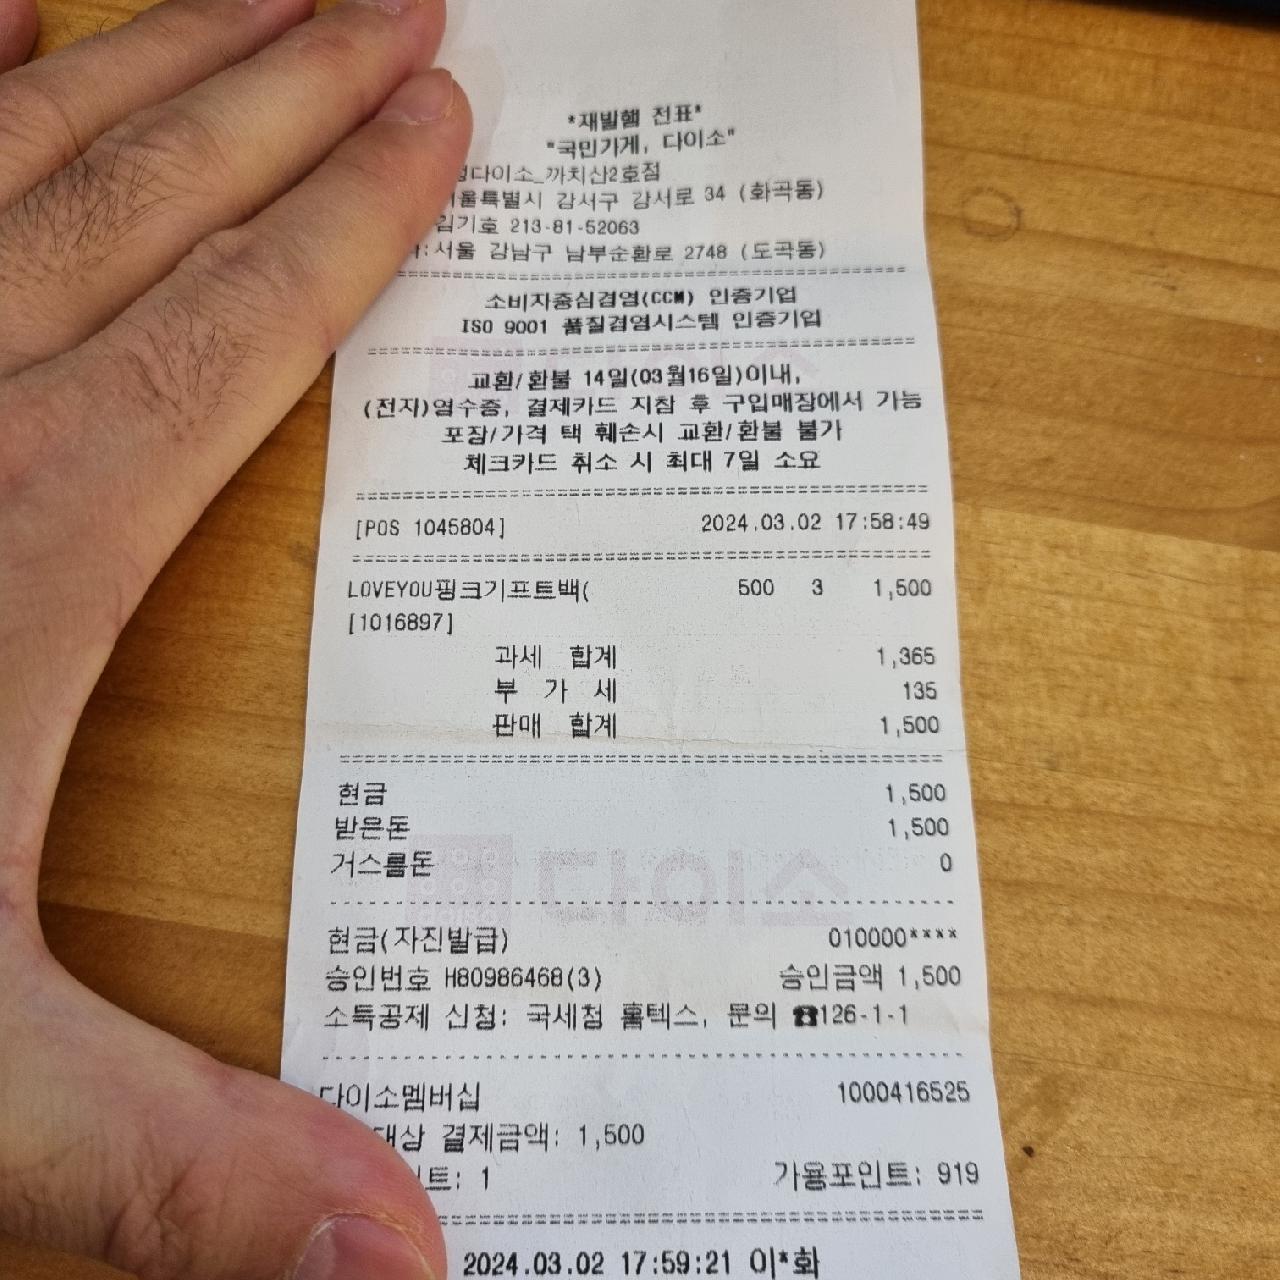 *재발행 전표*
"국민가게, 다이소"
다이소_까치산2호점
서울특별시 강서구 강서로 34 (화곡동)
김기호 213-81-52063
서울 강남구 남부순환로 2748 (도곡동)
소비자중심경영(CCM) 인증기업
ISO 9001 품질경영시스템 인증기업
교환/환불 14일(03월16일)이내,
(전자)영수증, 결제카드 지참 후 구입매장에서 가능
포장/가격 택 훼손시 교환/환불 불가
체크카드 취소 시 최대 7일 소요
[POS 1045804] 2024.03.02 17:58:49
LOVEYOU핑크기프트백( 500 3 1,500
[1016897]
과세 합계 1,365
부 가 세 135
판매 합계 1,500
현금 1,500
받은돈 1,500
거스름돈 0
다이소
현금(자진발급) 010000****
승인번호 H80986468(3) 승인금액 1,500
소득공제 신청: 국세청 홈텍스, 문의 ☎126-1-1
다이소멤버십 1000416525
대상 결제금액: 1,500
인트: 1 가용포인트: 919
2024.03.02 17:59:21 이*화